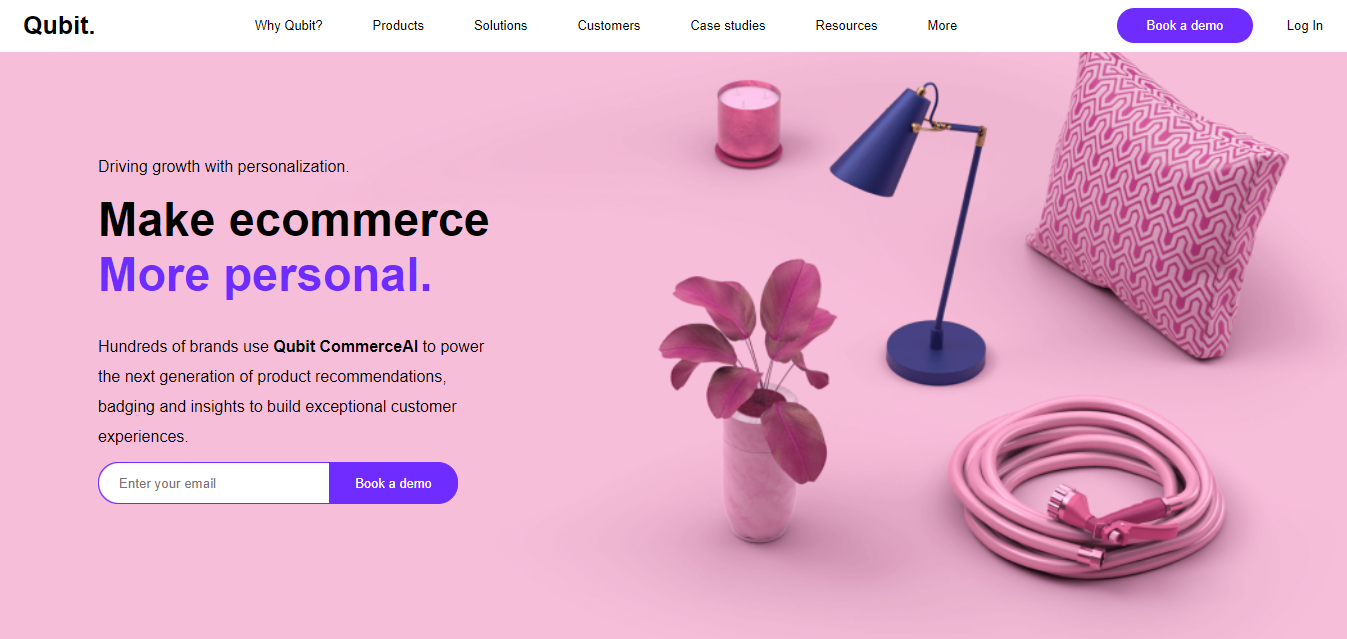 Qubit.
Why Qubit?
Products
Solutions
Customers
Case studies
Resources
More
Book a demo
Log In
Driving growth with personalization.
Make ecommerce
More personal.
Hundreds of brands use Qubit CommerceAI to power
the next generation of product recommendations,
badging and insights to build exceptional customer
experiences.
Enter your email
Book a demo